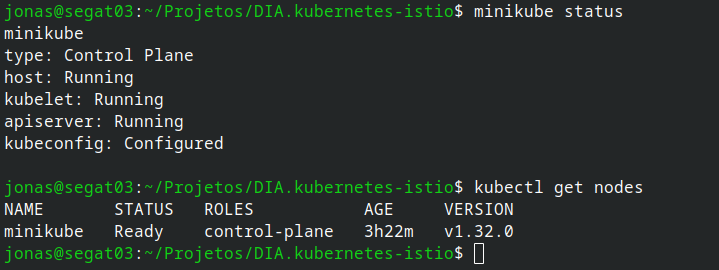 jonas@segat03:~/Projetos/DIA.kubernetes-istio$ minikube status
minikube
type: Control Plane
host: Running
kubelet: Running
apiserver: Running
kubeconfig: Configured

jonas@segat03:~/Projetos/DIA.kubernetes-istio$ kubectl get nodes
NAME       STATUS   ROLES           AGE     VERSION
minikube   Ready    control-plane   3h22m   v1.32.0
jonas@segat03:~/Projetos/DIA.kubernetes-istio$